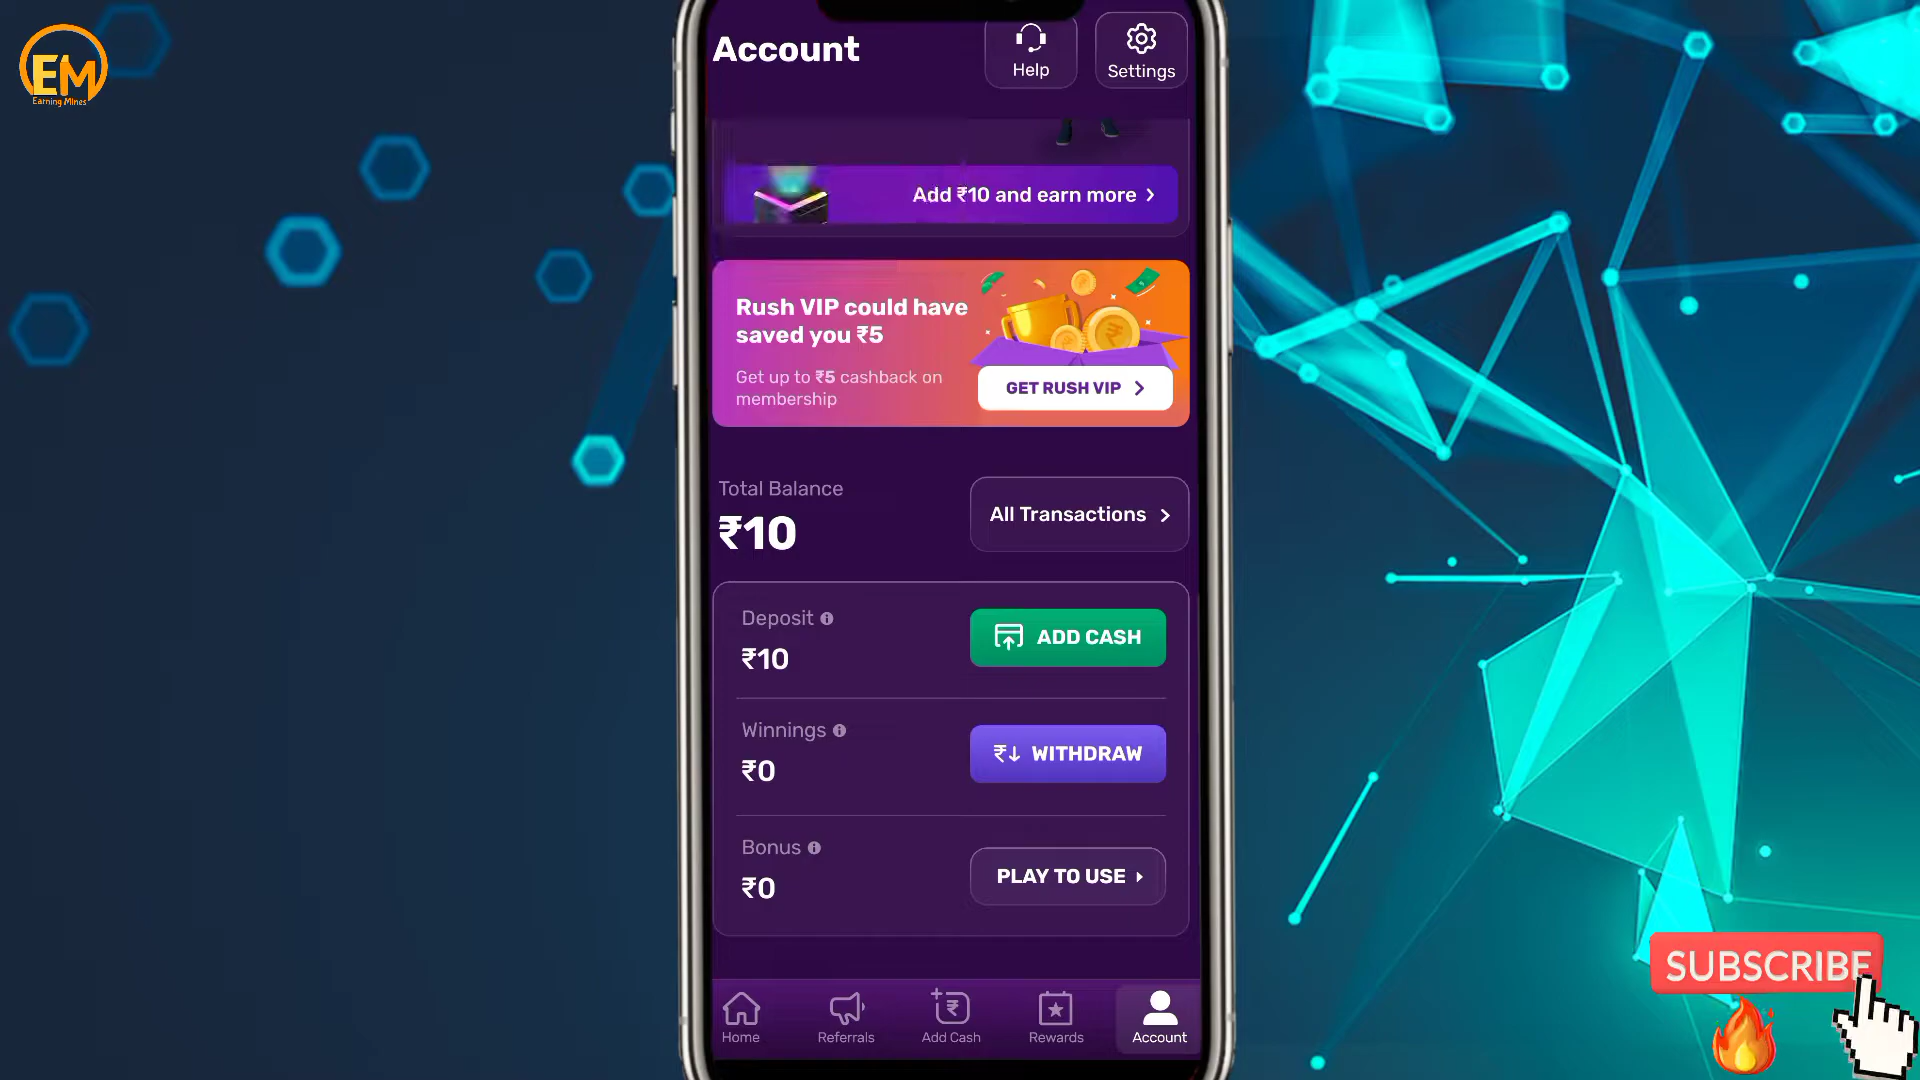 EM
Earning Mines
Account
Help
Settings
Add ₹10 and earn more
Rush VIP could have
saved you ₹5
Get up to ₹5 cashback on
membership
GET RUSH VIP
Total Balance
₹10
All Transactions
Deposit
₹10
ADD CASH
Winnings
₹0
WITHDRAW
Bonus
₹0
PLAY TO USE
Home
Referrals
Add Cash
Rewards
Account
SUBSCRIBE